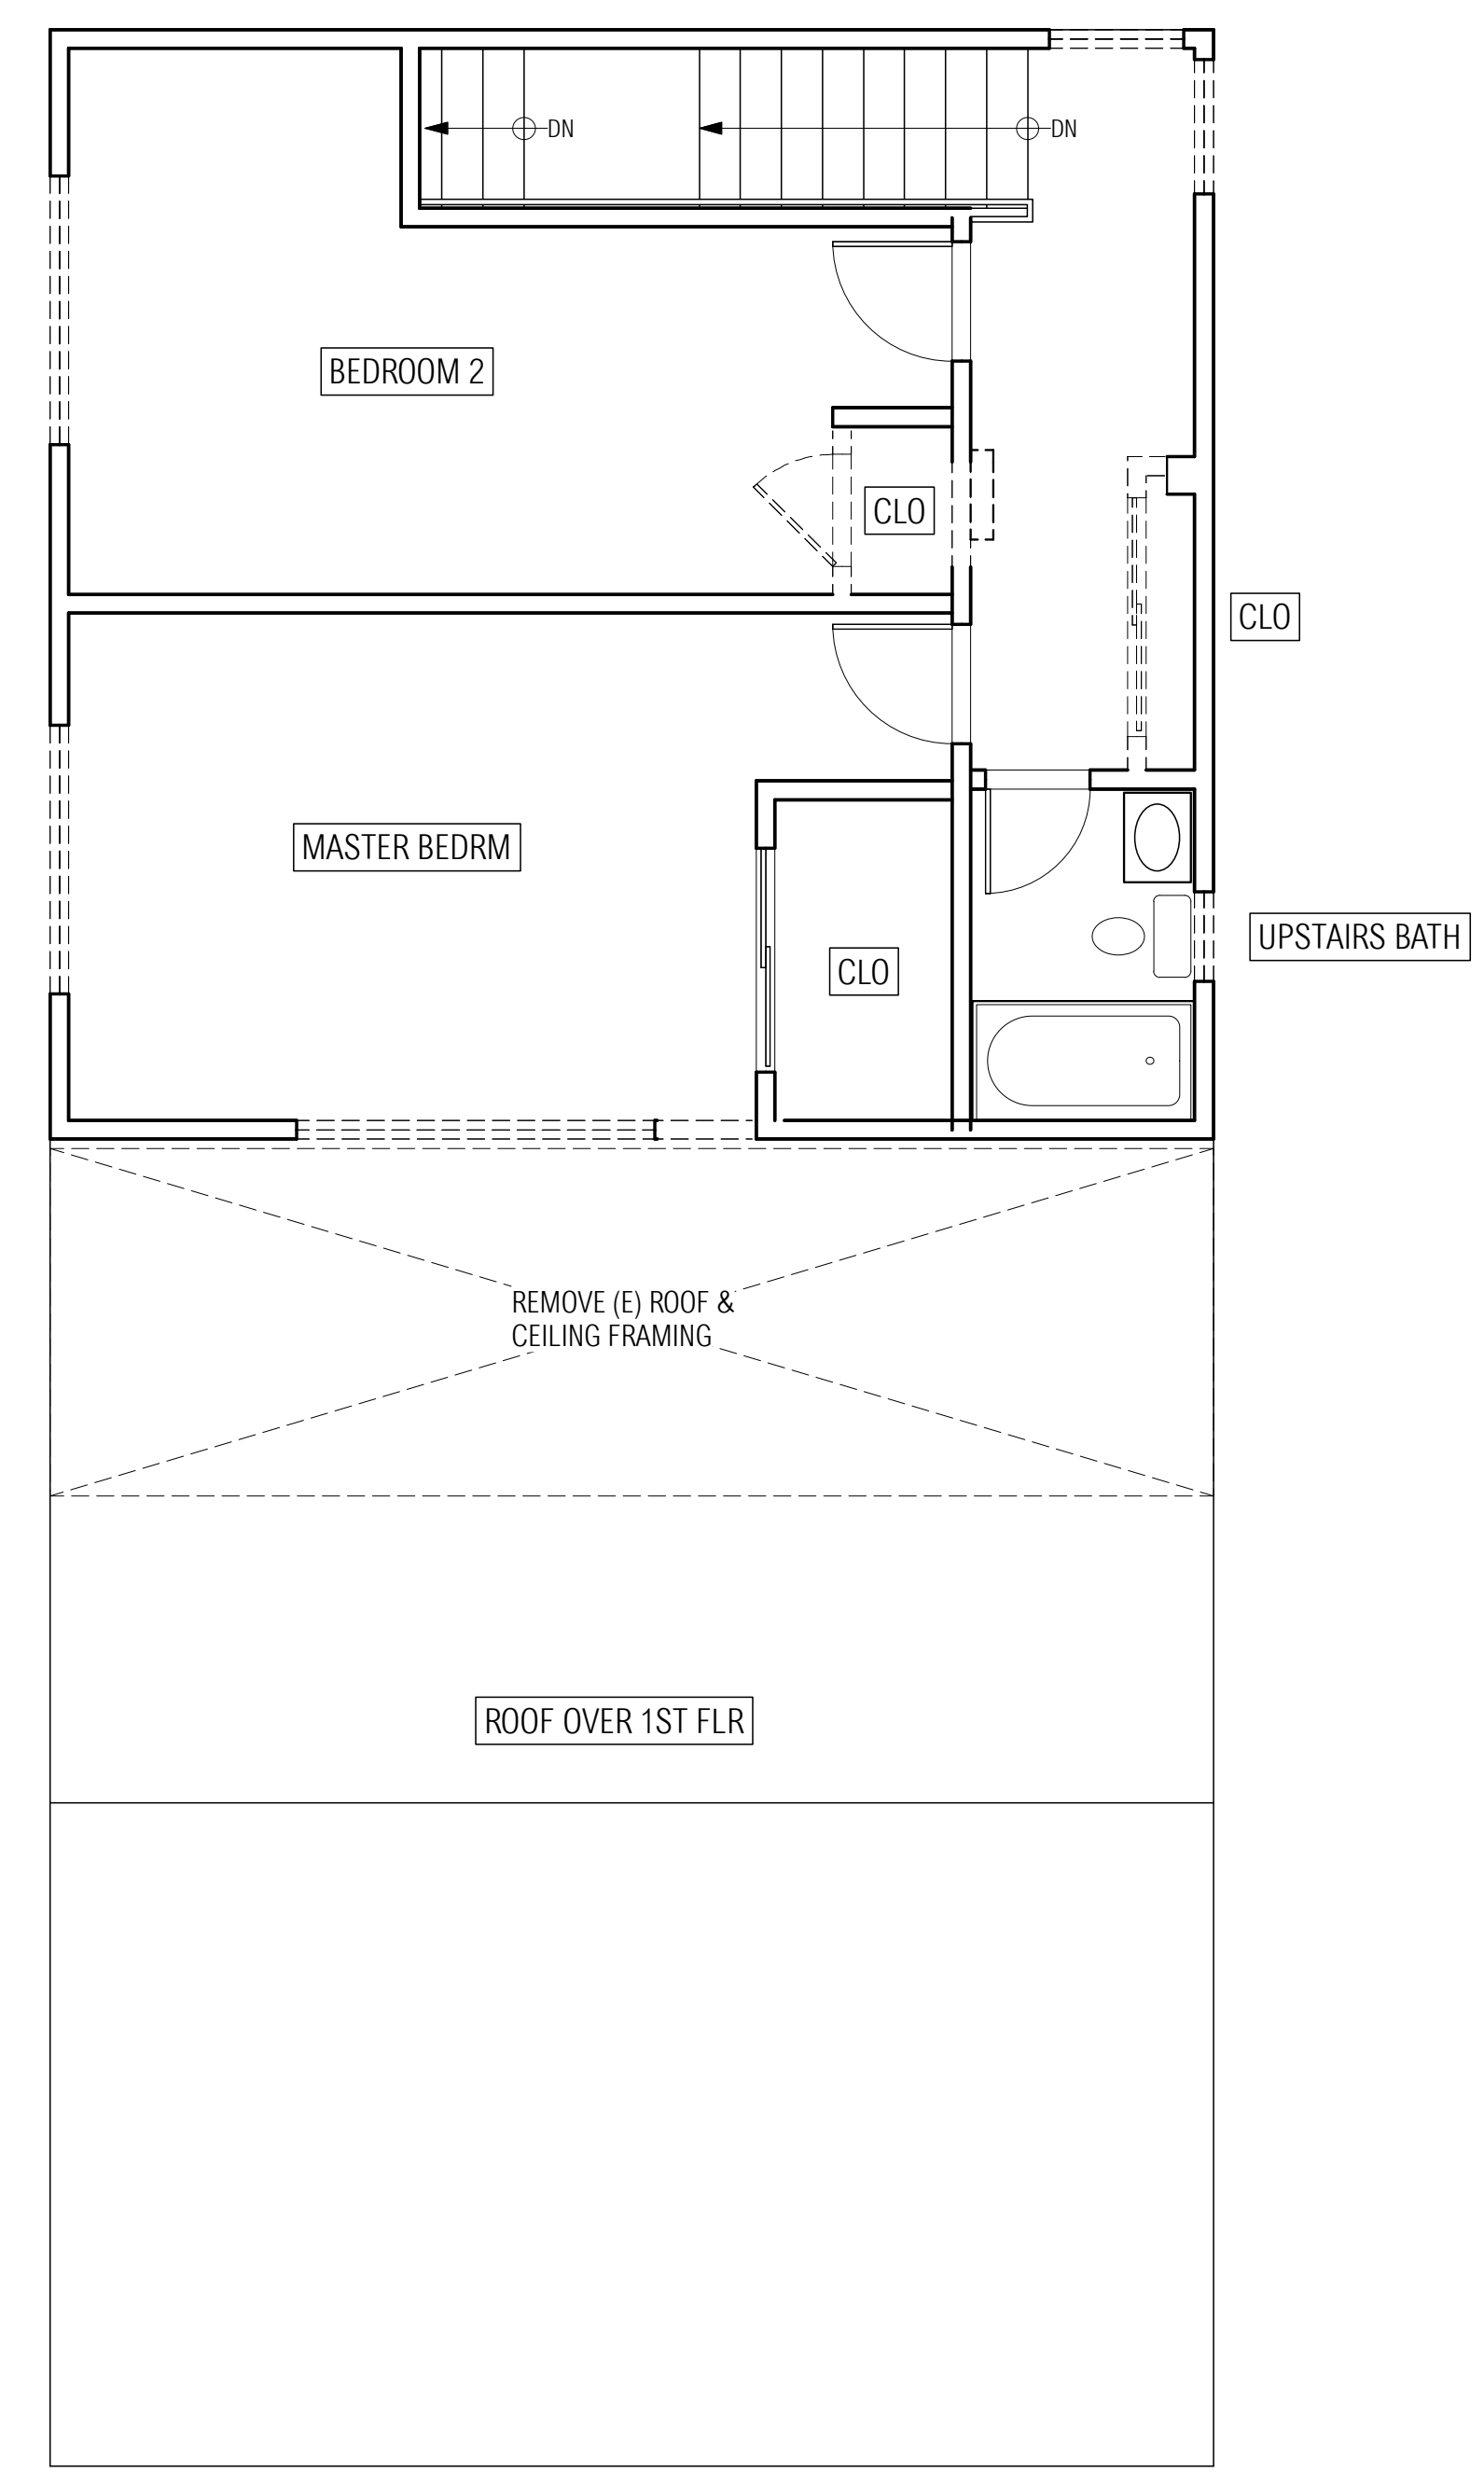 DN
DN
BEDROOM 2
CLO
CLO
MASTER BEDRM
UPSTAIRS BATH
CLO
REMOVE (E) ROOF &
CEILING FRAMING
ROOF OVER 1ST FLR